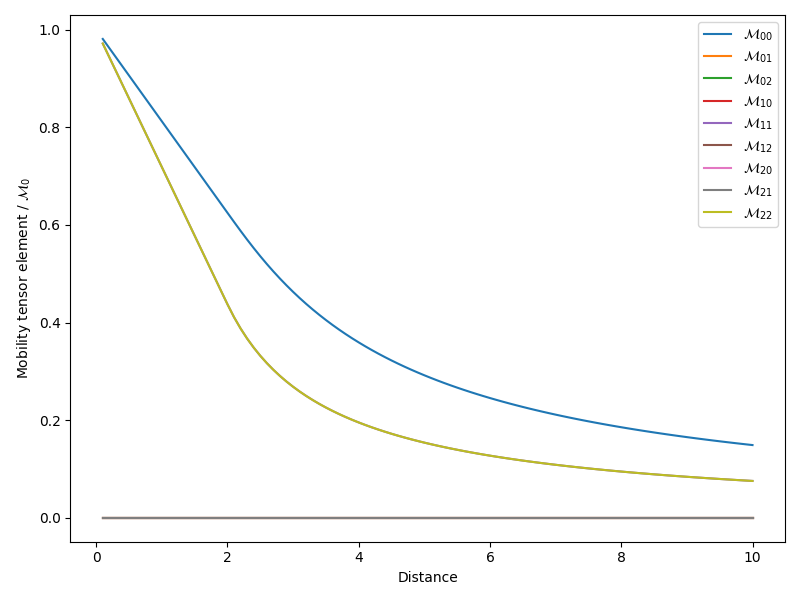 1.0
0.8
0.6
0.4
0.2
0.0
Mobility tensor element / ℳ₀
0
2
4
6
8
10
Distance
ℳ₀₀
ℳ₀₁
ℳ₀₂
ℳ₁₀
ℳ₁₁
ℳ₁₂
ℳ₂₀
ℳ₂₁
ℳ₂₂